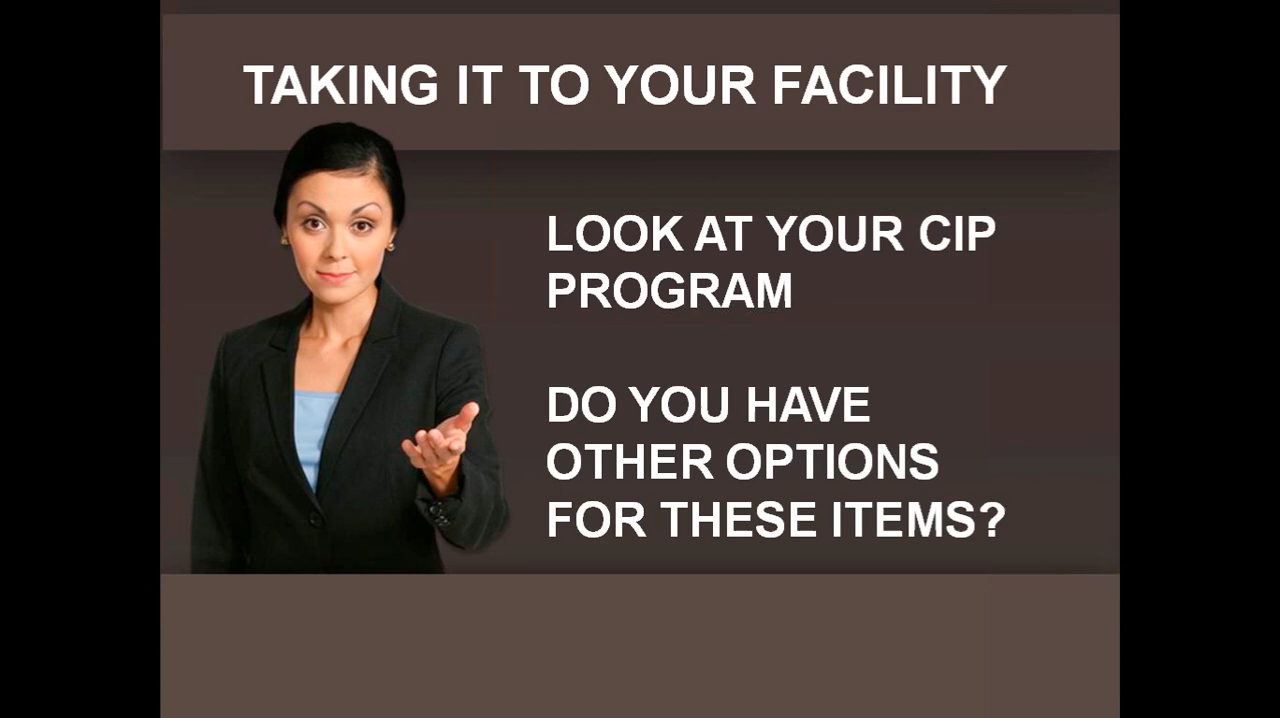 TAKING IT TO YOUR FACILITY
LOOK AT YOUR CIP
PROGRAM
DO YOU HAVE
OTHER OPTIONS
FOR THESE ITEMS?